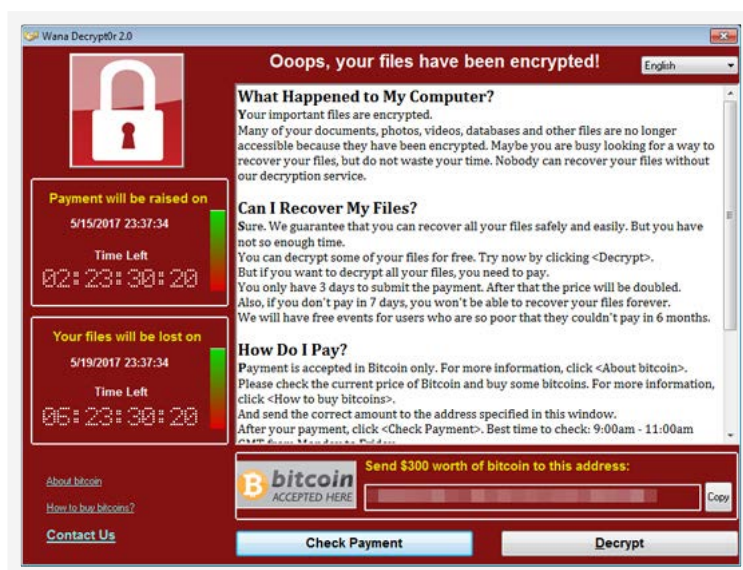 Wana Decrypt0r 2.0
Ooops, your files have been encrypted!
English
Payment will be raised on
5/15/2017 23:37:34
Time Left
02:23:30:20
Your files will be lost on
5/19/2017 23:37:34
Time Left
06:23:30:20
About bitcoin
How to buy bitcoins?
Contact Us
What Happened to My Computer?
Your important files are encrypted.
Many of your documents, photos, videos, databases and other files are no longer
accessible because they have been encrypted. Maybe you are busy looking for a way to
recover your files, but do not waste your time. Nobody can recover your files without
our decryption service.
Can I Recover My Files?
Sure. We guarantee that you can recover all your files safely and easily. But you have
not so enough time.
You can decrypt some of your files for free. Try now by clicking <Decrypt>.
But if you want to decrypt all your files, you need to pay.
You only have 3 days to submit the payment. After that the price will be doubled.
Also, if you don't pay in 7 days, you won't be able to recover your files forever.
We will have free events for users who are so poor that they couldn't pay in 6 months.
How Do I Pay?
Payment is accepted in Bitcoin only. For more information, click <About bitcoin>.
Please check the current price of Bitcoin and buy some bitcoins. For more information,
click <How to buy bitcoins>.
And send the correct amount to the address specified in this window.
After your payment, click <Check Payment>. Best time to check: 9:00am - 11:00am
GMT from Monday to Friday.
bitcoin
ACCEPTED HERE
Send $300 worth of bitcoin to this address:
Copy
Check Payment
Decrypt